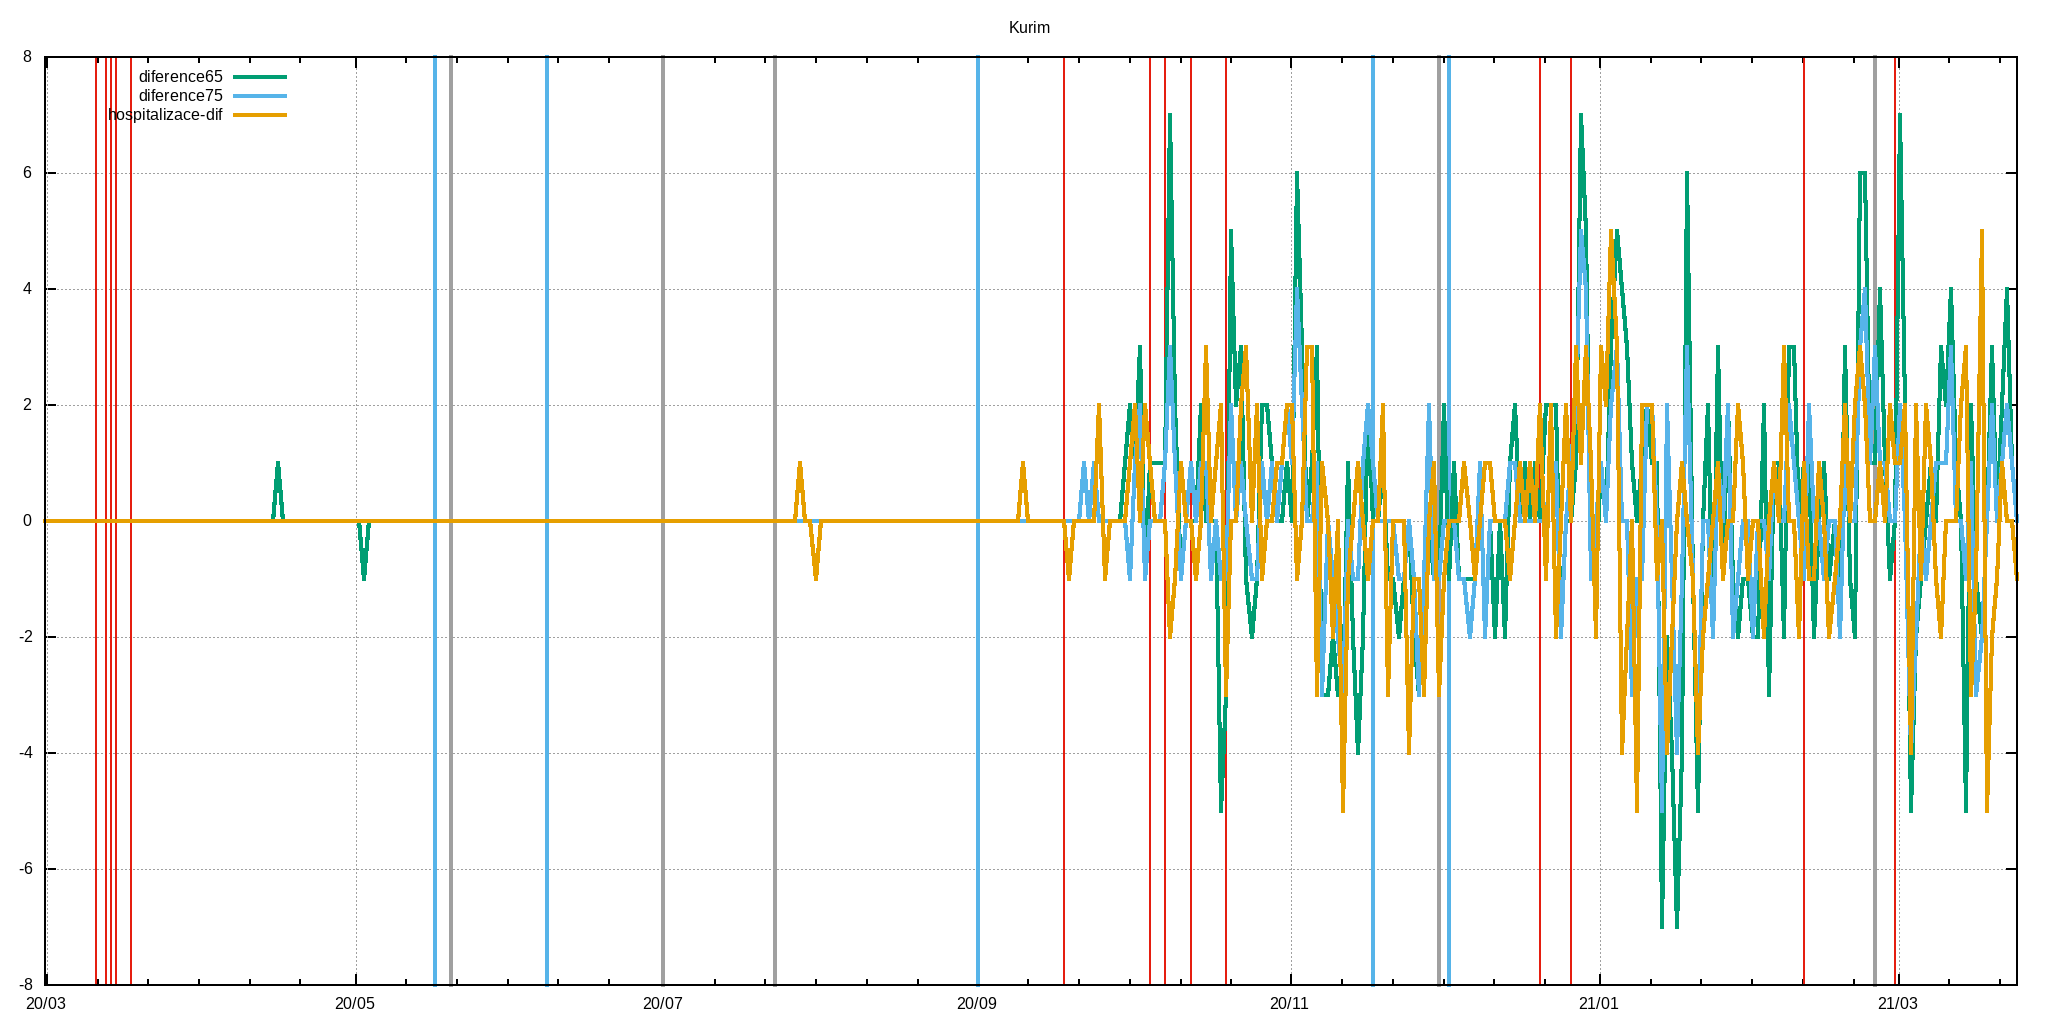 Kurim
8
diference65
diference75
hospitalizace-dif
6
4
2
0
-2
-4
-6
-8
20/03 20/05 20/07 20/09 20/11 21/01 21/03